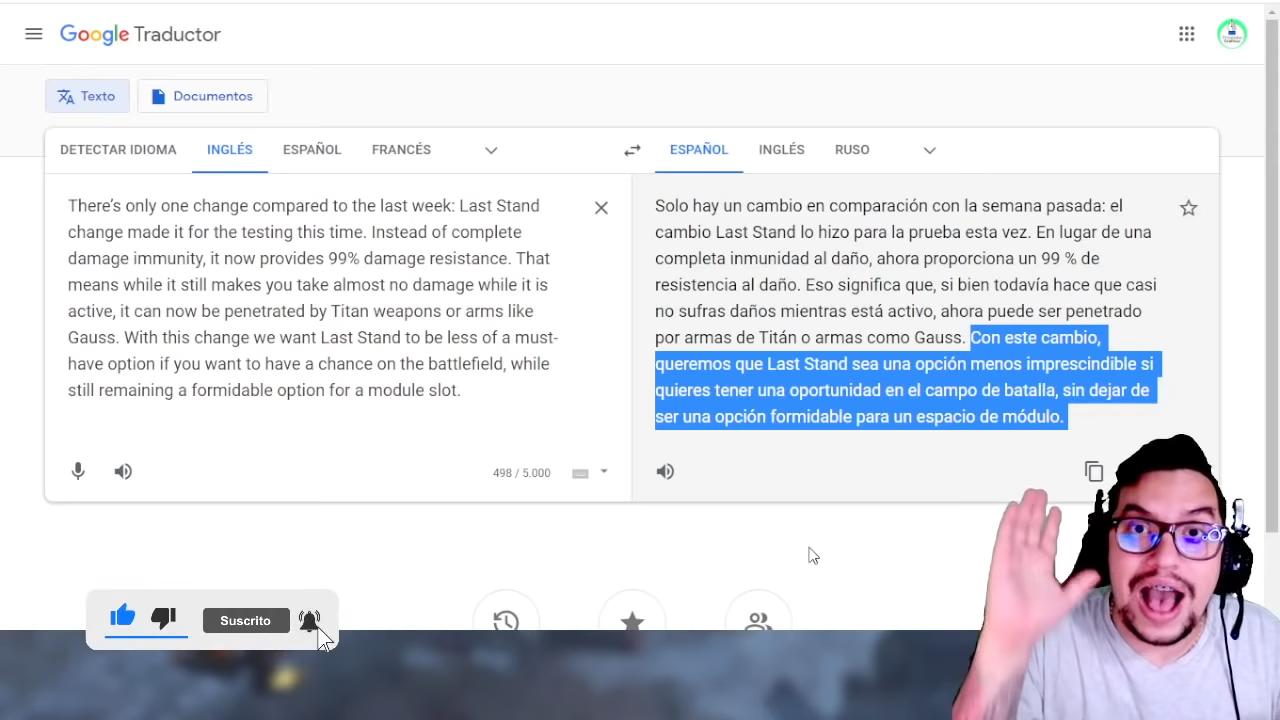 Google Traductor
Texto
Documentos
DETECTAR IDIOMA
INGLÉS
ESPAÑOL
FRANCÉS
ESPAÑOL
INGLÉS
RUSO
There's only one change compared to the last week: Last Stand
change made it for the testing this time. Instead of complete
damage immunity, it now provides 99% damage resistance. That
means while it still makes you take almost no damage while it is
active, it can now be penetrated by Titan weapons or arms like
Gauss. With this change we want Last Stand to be less of a must-
have option if you want to have a chance on the battlefield, while
still remaining a formidable option for a module slot.
498 / 5.000
Solo hay un cambio en comparación con la semana pasada: el
cambio Last Stand lo hizo para la prueba esta vez. En lugar de una
completa inmunidad al daño, ahora proporciona un 99 % de
resistencia al daño. Eso significa que, si bien todavía hace que casi
no sufras daños mientras está activo, ahora puede ser penetrado
por armas de Titán o armas como Gauss. Con este cambio,
queremos que Last Stand sea una opción menos imprescindible si
quieres tener una oportunidad en el campo de batalla, sin dejar de
ser una opción formidable para un espacio de módulo.
Suscrito